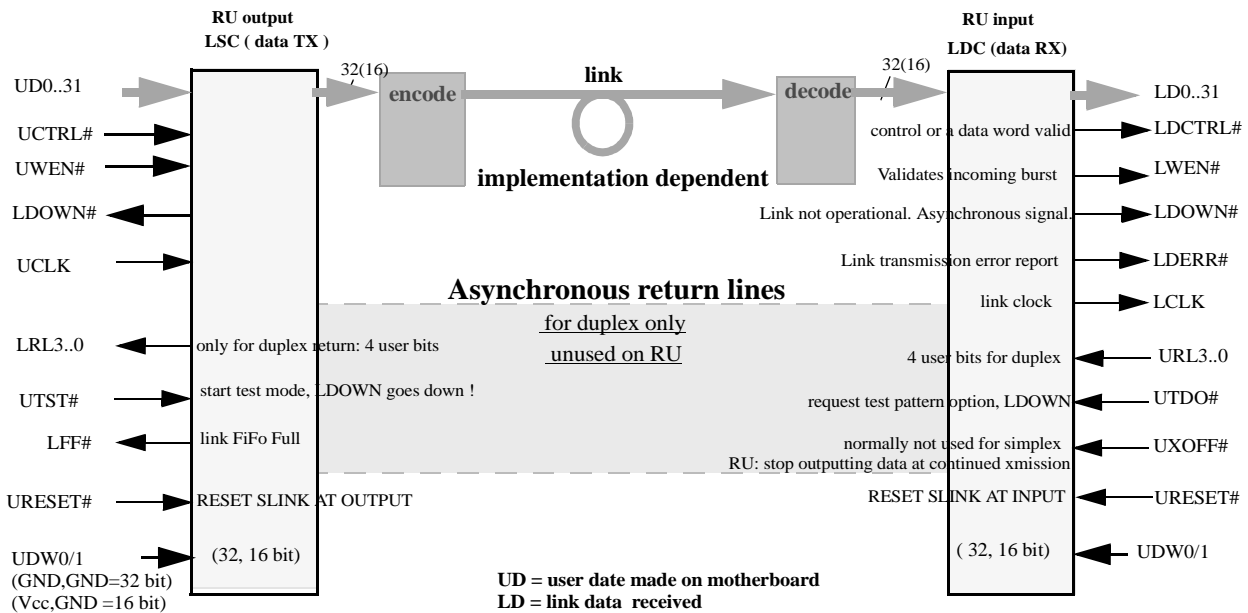 RU output
LSC ( data TX )
RU input
LDC (data RX)
32(16)
link
32(16)
UD0..31
encode
decode
LD0..31
UCTRL#
control or a data word valid
LDCTRL#
UWEN#
implementation dependent
Validates incoming burst
LWEN#
LDOWN#
Link not operational. Asynchronous signal.
LDOWN#
UCLK
Link transmission error report
LDERR#
Asynchronous return lines
link clock
LCLK
for duplex only
unused on RU
LRL3..0
only for duplex return: 4 user bits
4 user bits for duplex
URL3..0
UTST#
start test mode, LDOWN goes down !
request test pattern option, LDOWN
UTDO#
LFF#
link FiFo Full
normally not used for simplex
RU: stop outputting data at continued xmission
UXOFF#
URESET#
RESET SLINK AT OUTPUT
RESET SLINK AT INPUT
URESET#
UDW0/1
(GND,GND=32 bit)
(Vcc,GND =16 bit)
(32, 16 bit)
( 32, 16 bit)
UDW0/1
UD = user date made on motherboard
LD = link data received